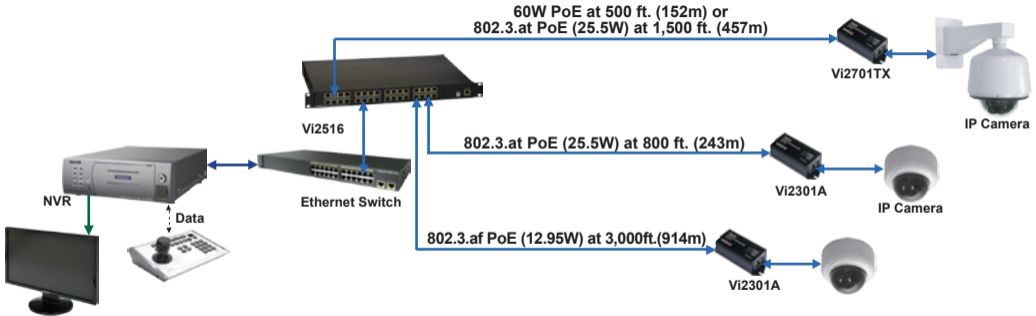 60W PoE at 500 ft. (152m) or
802.3.at PoE (25.5W) at 1,500 ft. (457m)
Vi2701TX
IP Camera
Vi2516
802.3.at PoE (25.5W) at 800 ft. (243m)
Vi2301A
IP Camera
NVR
Ethernet Switch
Data
802.3.af PoE (12.95W) at 3,000ft.(914m)
Vi2301A